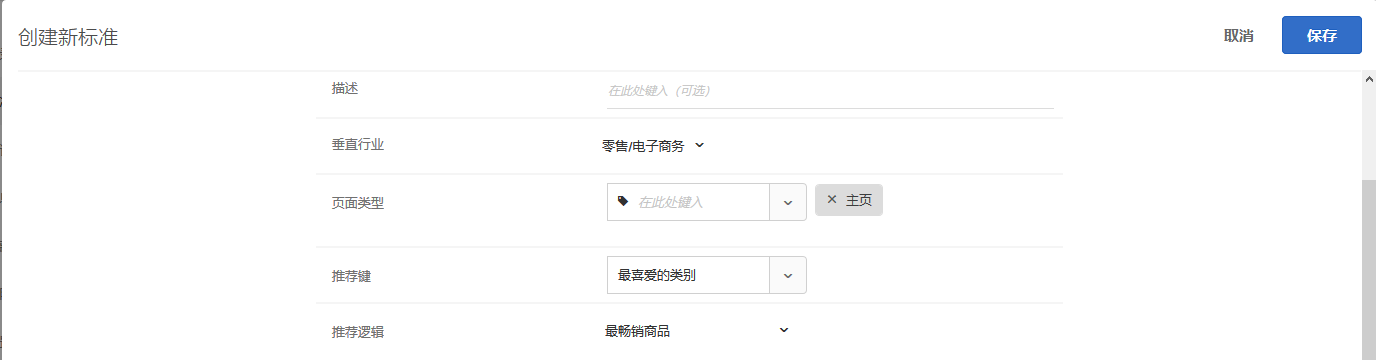 创建新标准
取消
保存
描述
在此处键入（可选）
垂直行业
零售/电子商务
页面类型
在此处键入
× 主页
推荐键
最喜爱的类别
推荐逻辑
最畅销商品